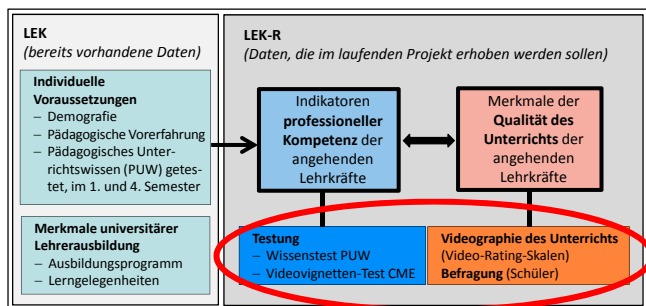 LEK
(bereits vorhandene Daten)
Individuelle
Voraussetzungen
– Demografie
– Pädagogische Vorerfahrung
– Pädagogisches Unter-
richtswissen (PUW) getes-
tet, im 1. und 4. Semester
Merkmale universitärer
Lehrerausbildung
– Ausbildungsprogramm
– Lerngelegenheiten
LEK-R
(Daten, die im laufenden Projekt erhoben werden sollen)
Indikatoren
professioneller
Kompetenz der
angehenden
Lehrkräfte
Merkmale der
Qualität des
Unterrichts der
angehenden
Lehrkräfte
Testung
– Wissenstest PUW
– Videovignetten-Test CME
Videographie des Unterrichts
(Video-Rating-Skalen)
Befragung (Schüler)